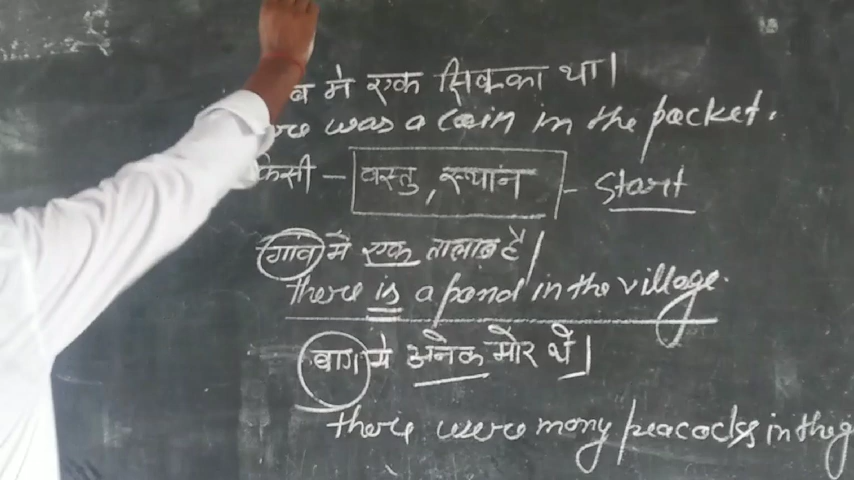 में एक सिक्का था।
was a coin in the packet.
किसी – वस्तु, स्थान – Start
गांव में एक तालाब है।
there is a pond in the village.
बाग में अनेक मोर थे।
there were many peacocks in the